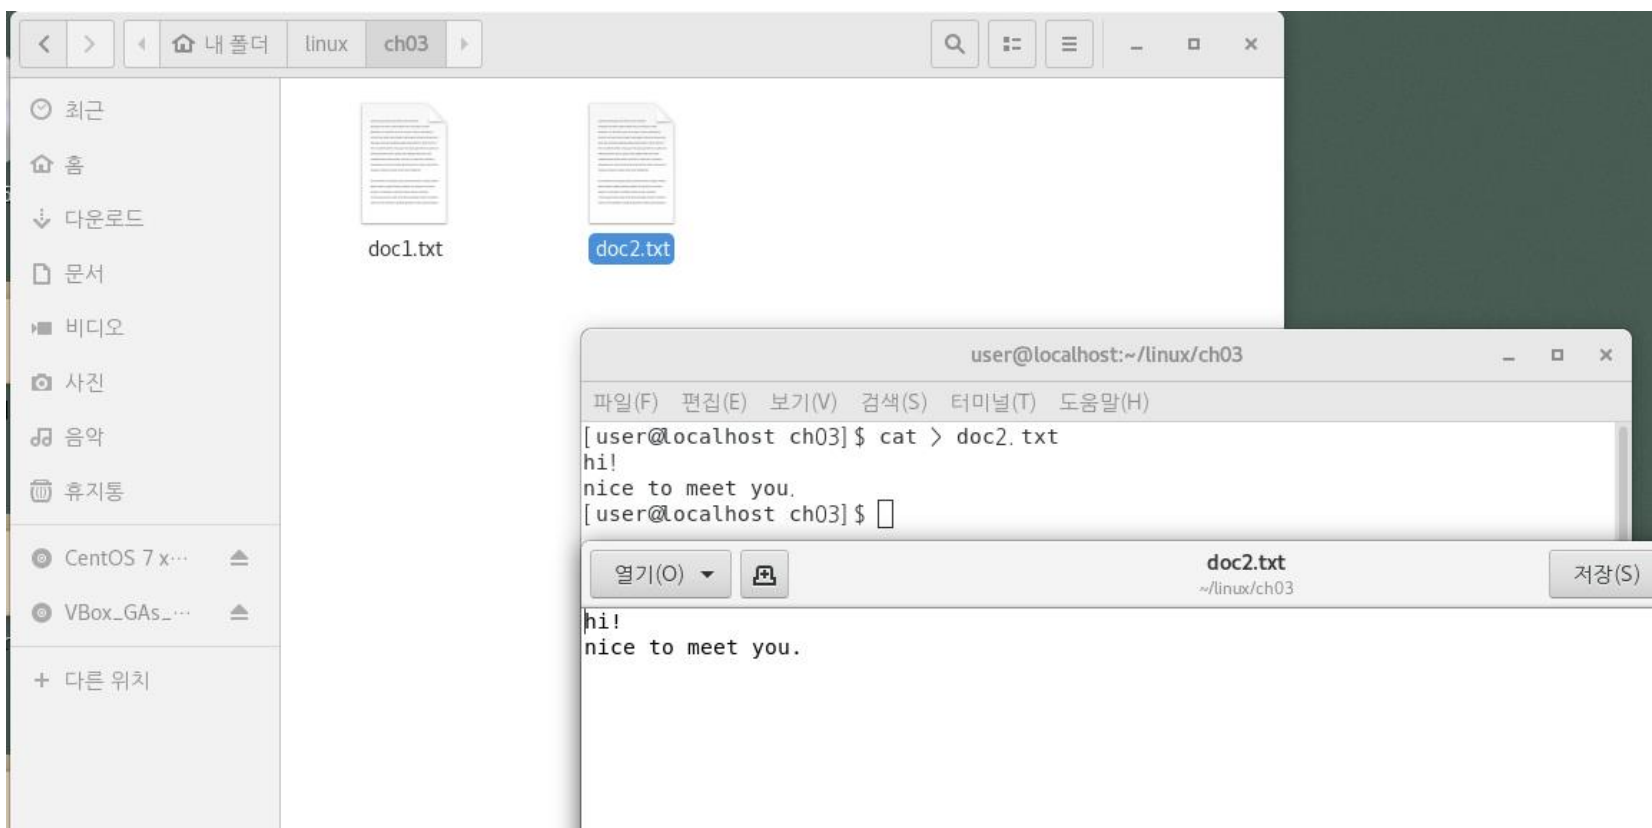 내 폴더 linux ch03
최근
홈
다운로드
문서
비디오
사진
음악
휴지통
CentOS 7 x…
VBox_GAs_…
다른 위치
doc1.txt doc2.txt
user@localhost:~/linux/ch03
파일(F) 편집(E) 보기(V) 검색(S) 터미널(T) 도움말(H)
[user@localhost ch03]$ cat > doc2.txt
hi!
nice to meet you.
[user@localhost ch03]$
열기(O) doc2.txt 저장(S)
~/linux/ch03
hi!
nice to meet you.